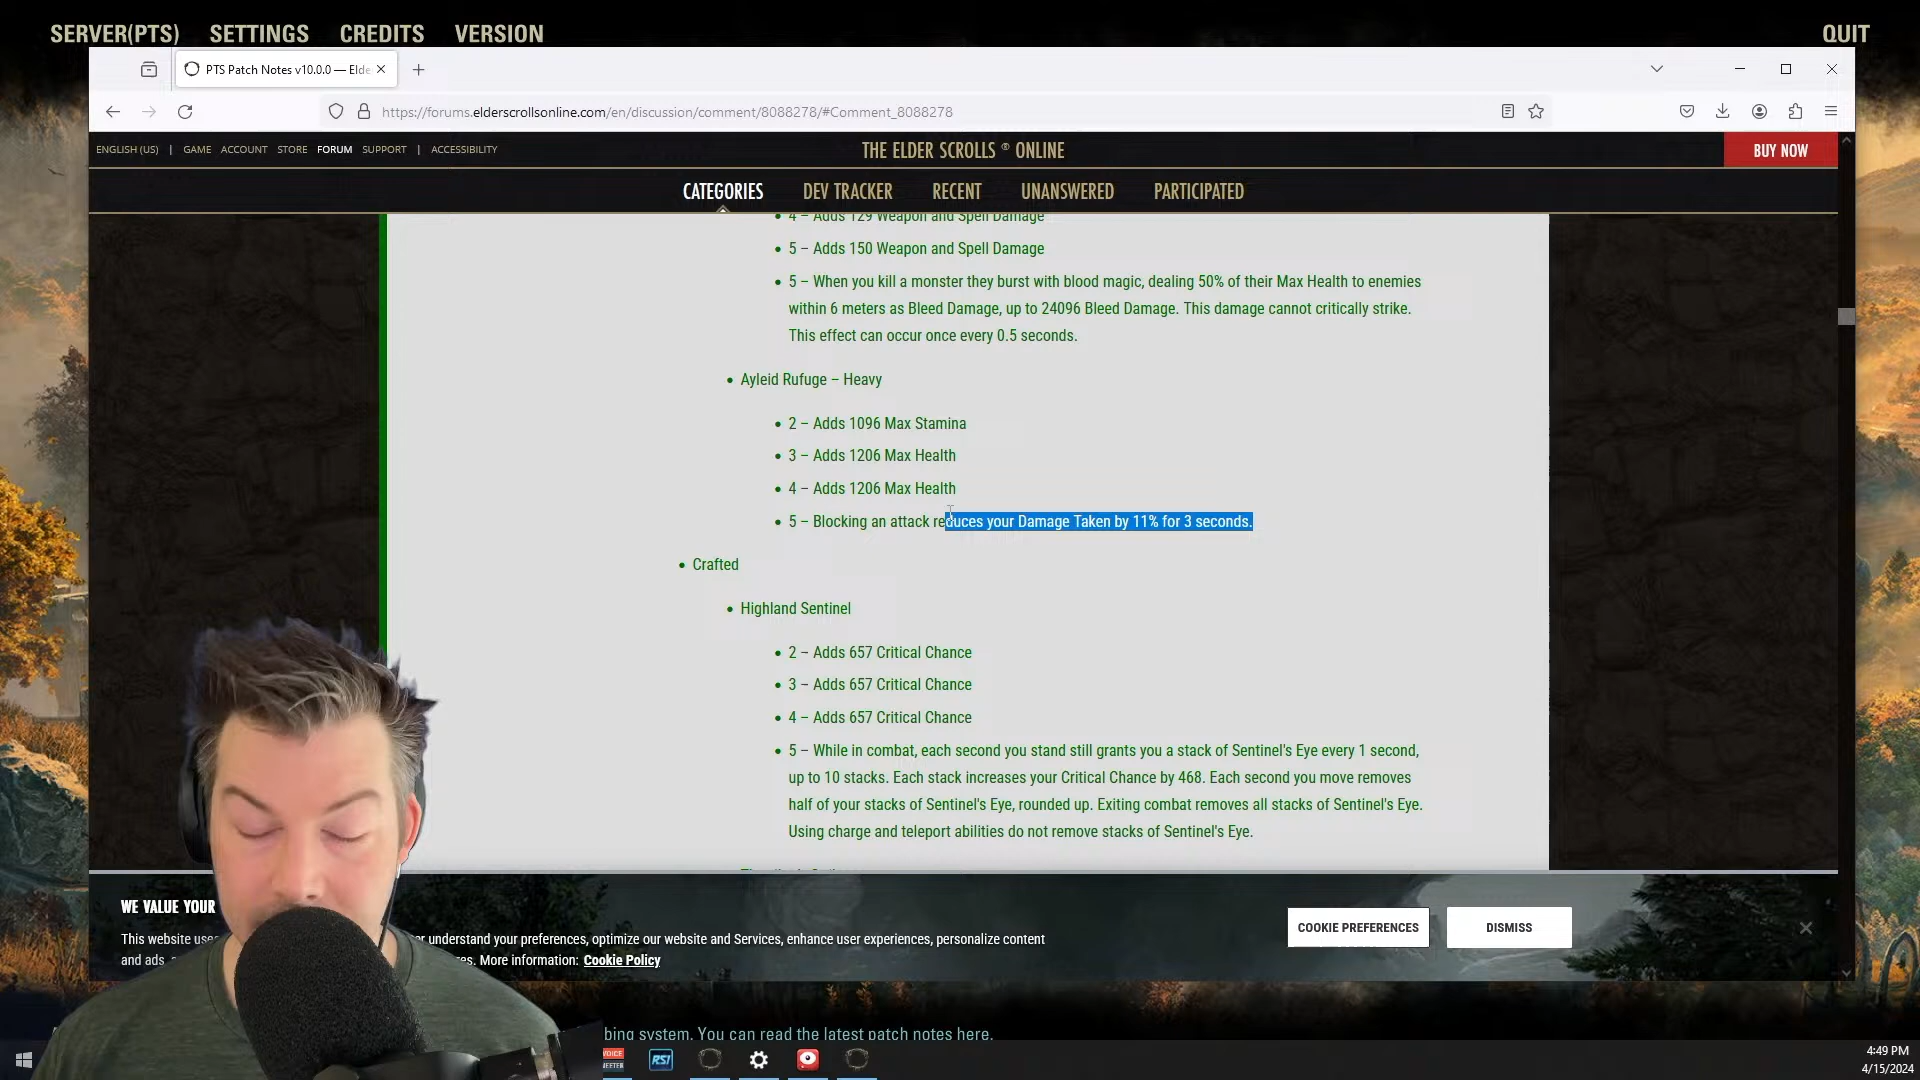 SERVER(PTS) SETTINGS CREDITS VERSION QUIT
PTS Patch Notes v10.0.0 — Elde
https://forums.elderscrollsonline.com/en/discussion/comment/8088278/#Comment_8088278
ENGLISH (US) | GAME ACCOUNT STORE FORUM SUPPORT | ACCESSIBILITY
THE ELDER SCROLLS ® ONLINE
BUY NOW
CATEGORIES DEV TRACKER RECENT UNANSWERED PARTICIPATED
4 – Adds 129 Weapon and Spell Damage
5 – Adds 150 Weapon and Spell Damage
5 – When you kill a monster they burst with blood magic, dealing 50% of their Max Health to enemies
within 6 meters as Bleed Damage, up to 24096 Bleed Damage. This damage cannot critically strike.
This effect can occur once every 0.5 seconds.
Ayleid Rufuge – Heavy
2 – Adds 1096 Max Stamina
3 – Adds 1206 Max Health
4 – Adds 1206 Max Health
5 – Blocking an attack reduces your Damage Taken by 11% for 3 seconds.
Crafted
Highland Sentinel
2 – Adds 657 Critical Chance
3 – Adds 657 Critical Chance
4 – Adds 657 Critical Chance
5 – While in combat, each second you stand still grants you a stack of Sentinel's Eye every 1 second,
up to 10 stacks. Each stack increases your Critical Chance by 468. Each second you move removes
half of your stacks of Sentinel's Eye, rounded up. Exiting combat removes all stacks of Sentinel's Eye.
Using charge and teleport abilities do not remove stacks of Sentinel's Eye.
WE VALUE YOUR
This website use
er understand your preferences, optimize our website and Services, enhance user experiences, personalize content
and ads
es. More information: Cookie Policy
COOKIE PREFERENCES
DISMISS
bing system. You can read the latest patch notes here.
VOICE
MEETER
RSI
4:49 PM
4/15/2024